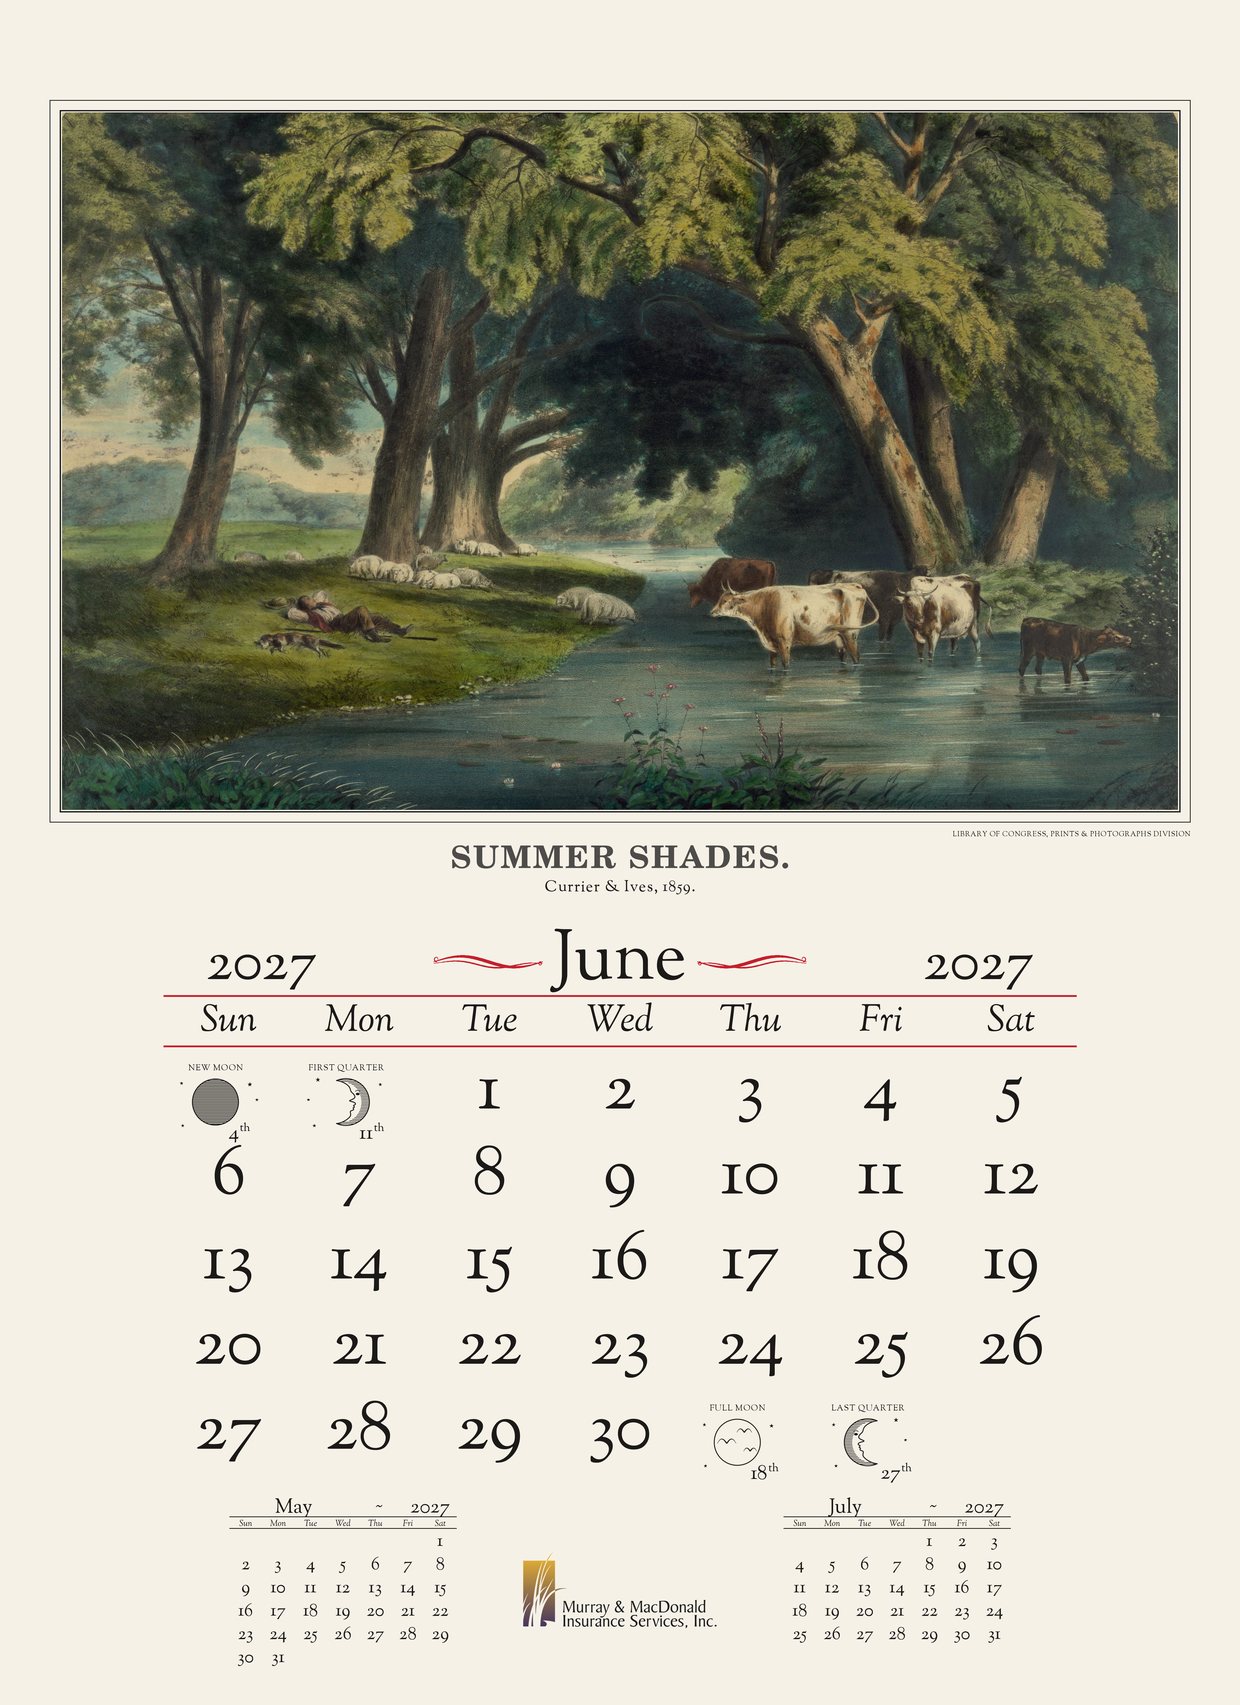 LIBRARY OF CONGRESS, PRINTS & PHOTOGRAPHS DIVISION
SUMMER SHADES.
Currier & Ives, 1859.
2027 June 2027
Sun Mon Tue Wed Thu Fri Sat
NEW MOON FIRST QUARTER
4th 11th
1 2 3 4 5
6 7 8 9 10 11 12
13 14 15 16 17 18 19
20 21 22 23 24 25 26
27 28 29 30
FULL MOON LAST QUARTER
18th 27th
May ~ 2027
Sun Mon Tue Wed Thu Fri Sat
1
2 3 4 5 6 7 8
9 10 11 12 13 14 15
16 17 18 19 20 21 22
23 24 25 26 27 28 29
30 31
Murray & MacDonald
Insurance Services, Inc.
July ~ 2027
Sun Mon Tue Wed Thu Fri Sat
1 2 3
4 5 6 7 8 9 10
11 12 13 14 15 16 17
18 19 20 21 22 23 24
25 26 27 28 29 30 31